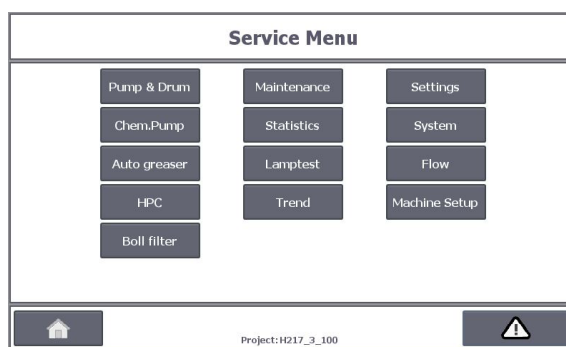 Service Menu
Pump & Drum Maintenance Settings
Chem.Pump Statistics System
Auto greaser Lamptest Flow
HPC Trend Machine Setup
Boll filter
Project:H217_3_100